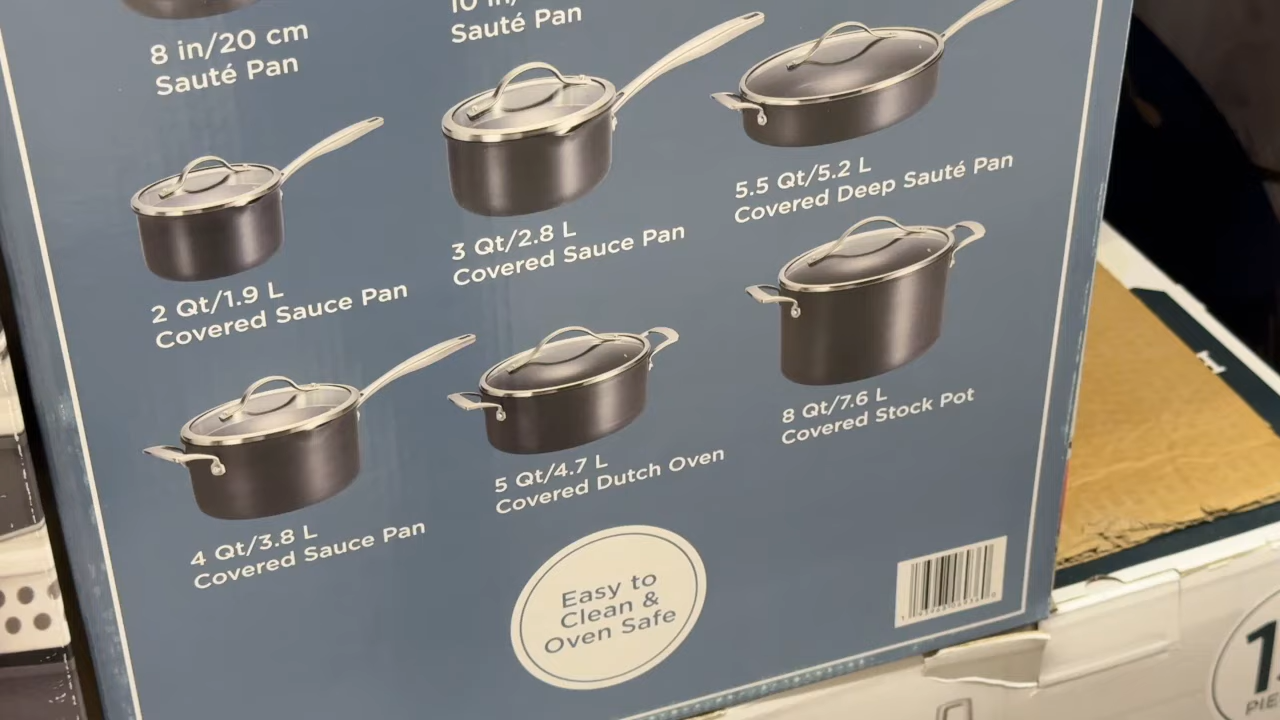 8 in/20 cm
Sauté Pan
10 in/
Sauté Pan
5.5 Qt/5.2 L
Covered Deep Sauté Pan
3 Qt/2.8 L
Covered Sauce Pan
2 Qt/1.9 L
Covered Sauce Pan
8 Qt/7.6 L
Covered Stock Pot
5 Qt/4.7 L
Covered Dutch Oven
4 Qt/3.8 L
Covered Sauce Pan
Easy to
Clean &
Oven Safe